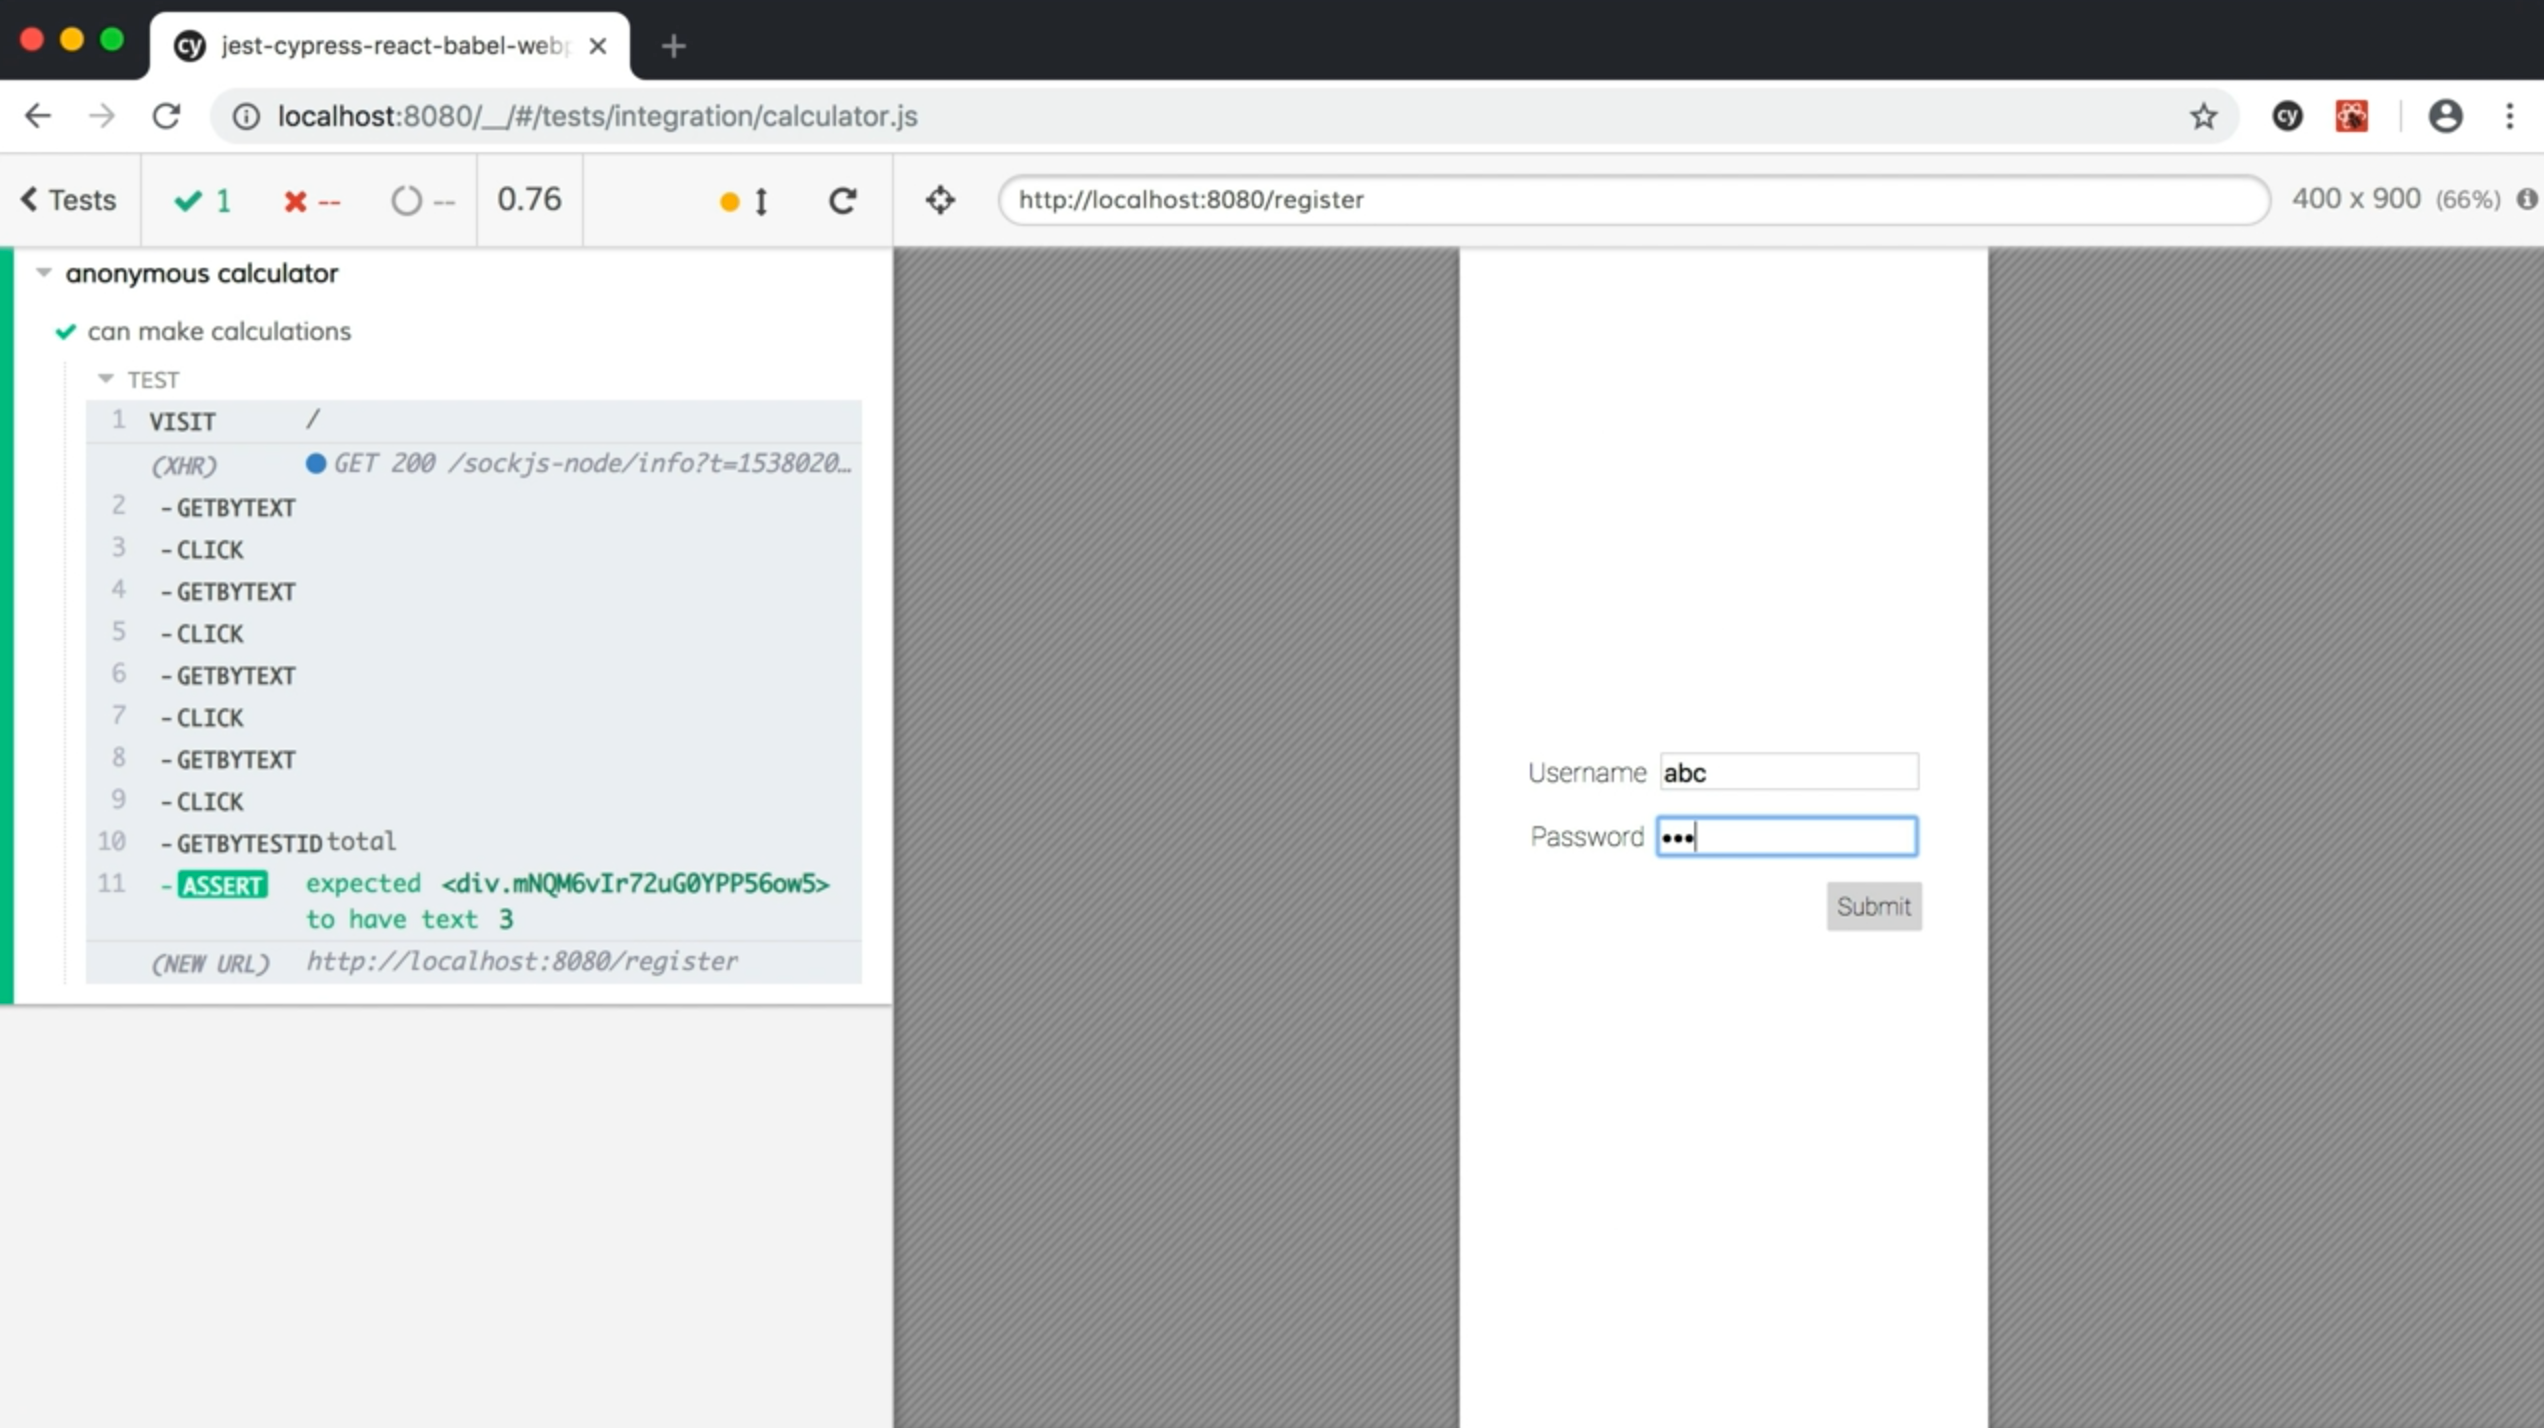 cy jest-cypress-react-babel-webp
localhost:8080/__/#/tests/integration/calculator.js
cy
Tests 1 -- -- 0.76
http://localhost:8080/register 400 x 900 (66%)
anonymous calculator
can make calculations
TEST
1 VISIT /
(XHR) GET 200 /sockjs-node/info?t=1538020…
2 -GETBYTEXT
3 -CLICK
4 -GETBYTEXT
5 -CLICK
6 -GETBYTEXT
7 -CLICK
8 -GETBYTEXT
9 -CLICK
10 -GETBYTESTID total
11 -ASSERT expected <div.mNQM6vIr72uG0YPP56ow5>
to have text 3
(NEW URL) http://localhost:8080/register
Username abc
Password •••
Submit